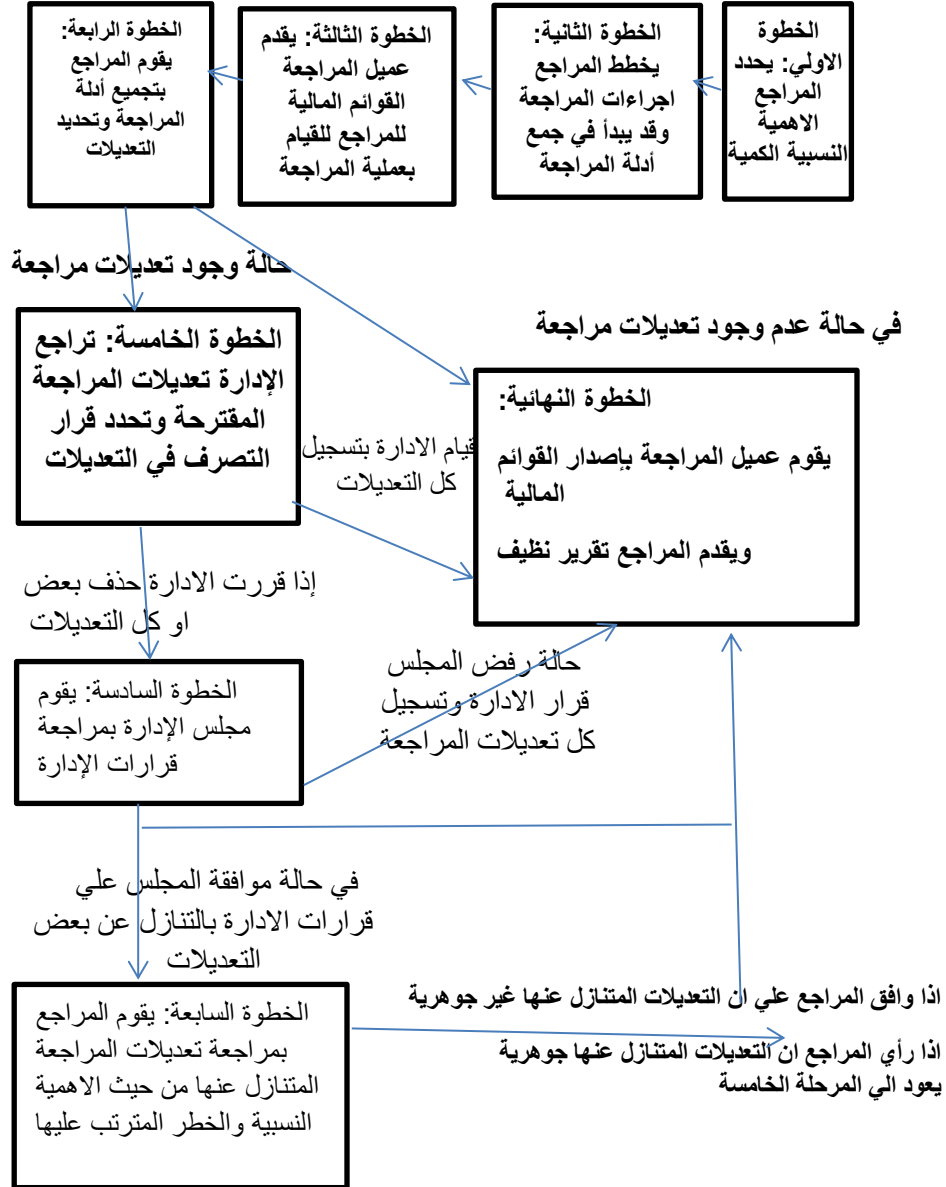 الخطوة
الاولي: يحدد
المراجع
الاهمية
النسبية الكمية
الخطوة الثانية:
يخطط المراجع
اجراءات المراجعة
وقد يبدأ في جمع
أدلة المراجعة
الخطوة الثالثة: يقدم
عميل المراجعة
القوائم المالية
للمراجع للقيام
بعملية المراجعة
الخطوة الرابعة:
يقوم المراجع
بتجميع أدلة
المراجعة وتحديد
التعديلات
حالة وجود تعديلات مراجعة
في حالة عدم وجود تعديلات مراجعة
الخطوة الخامسة: تراجع
الإدارة تعديلات المراجعة
المقترحة وتحدد قرار
التصرف في التعديلات
قيام الادارة بتسجيل
كل التعديلات
الخطوة النهائية:
يقوم عميل المراجعة بإصدار القوائم
المالية
ويقدم المراجع تقرير نظيف
إذا قررت الادارة حذف بعض
او كل التعديلات
الخطوة السادسة: يقوم
مجلس الإدارة بمراجعة
قرارات الإدارة
حالة رفض المجلس
قرار الادارة وتسجيل
كل تعديلات المراجعة
في حالة موافقة المجلس علي
قرارات الادارة بالتنازل عن بعض
التعديلات
الخطوة السابعة: يقوم المراجع
بمراجعة تعديلات المراجعة
المتنازل عنها من حيث الاهمية
النسبية والخطر المترتب عليها
اذا وافق المراجع علي ان التعديلات المتنازل عنها غير جوهرية
اذا رأي المراجع ان التعديلات المتنازل عنها جوهرية
يعود الي المرحلة الخامسة